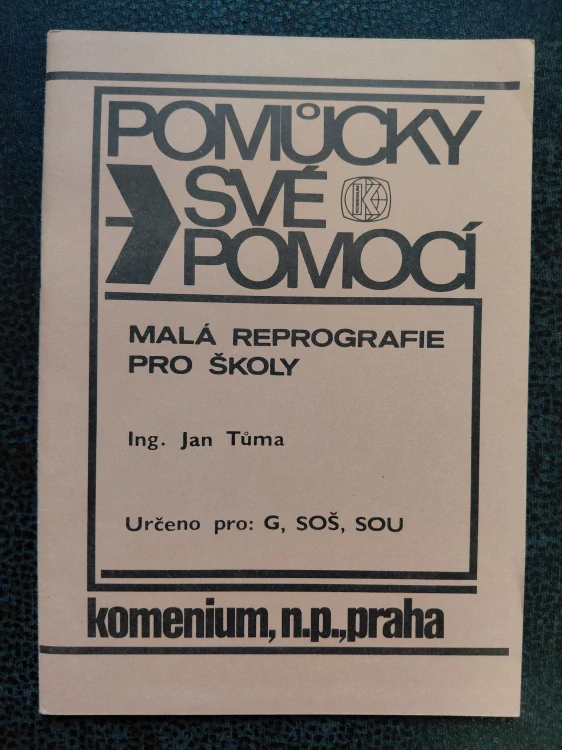 POMŮCKY
SVÉ
POMOCÍ
MALÁ REPROGRAFIE
PRO ŠKOLY
Ing. Jan Tůma
Určeno pro: G, SOŠ, SOU
komenium, n.p., praha